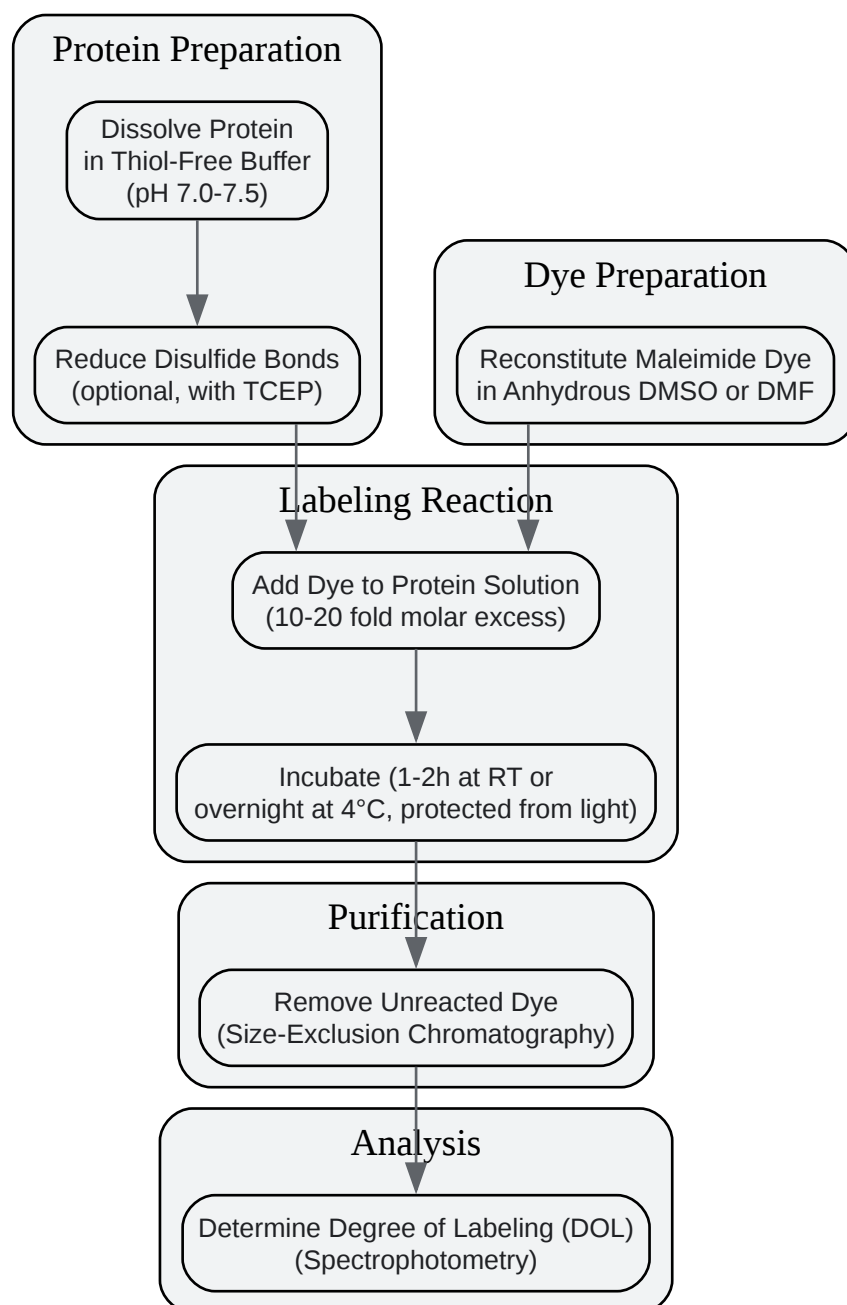 Protein Preparation
Dissolve Protein
in Thiol-Free Buffer
(pH 7.0-7.5)
Reduce Disulfide Bonds
(optional, with TCEP)
Dye Preparation
Reconstitute Maleimide Dye
in Anhydrous DMSO or DMF
Labeling Reaction
Add Dye to Protein Solution
(10-20 fold molar excess)
Incubate (1-2h at RT or
overnight at 4°C, protected from light)
Purification
Remove Unreacted Dye
(Size-Exclusion Chromatography)
Analysis
Determine Degree of Labeling (DOL)
(Spectrophotometry)